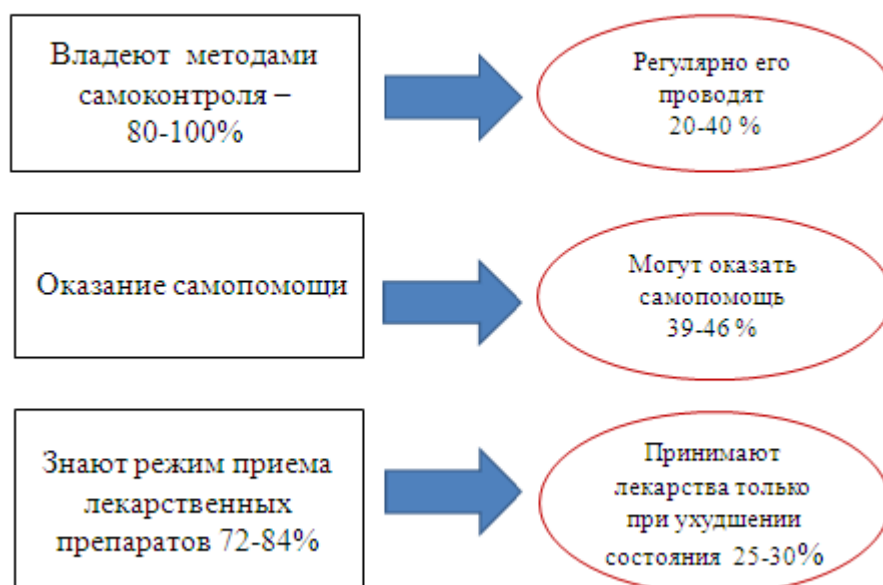 Владеют методами
самоконтроля –
80-100%
Регулярно его
проводят
20-40 %
Оказание самопомощи
Могут оказать
самопомощь
39-46 %
Знают режим приема
лекарственных
препаратов 72-84%
Принимают
лекарства только
при ухудшении
состояния 25-30%